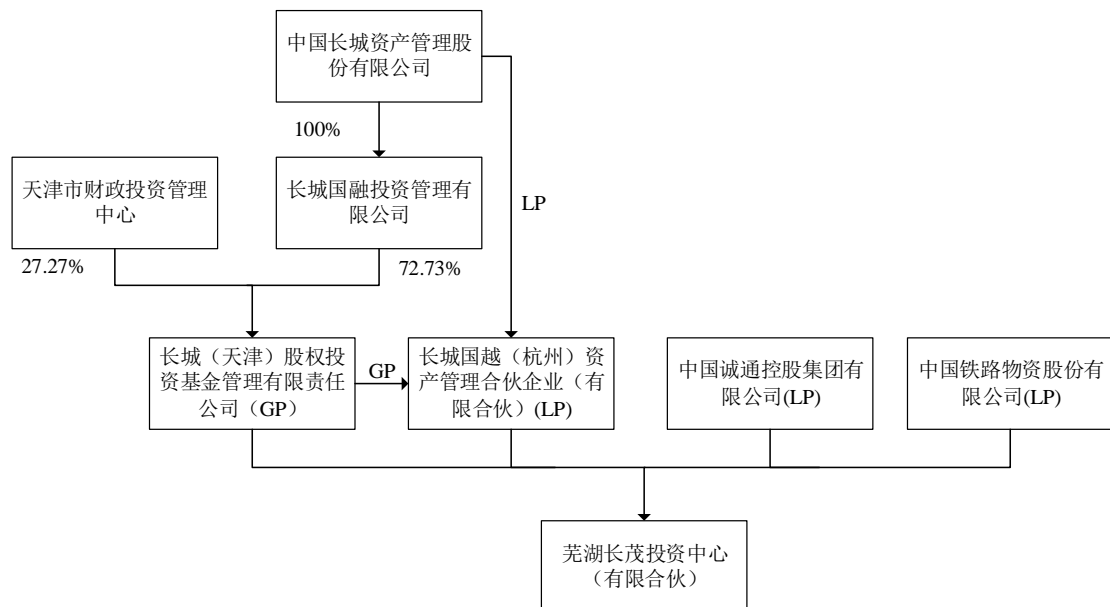 中国长城资产管理股
份有限公司
100%
天津市财政投资管理
中心
长城国融投资管理有
限公司
LP
27.27%
72.73%
长城（天津）股权投
资基金管理有限责任
公司（GP）
GP
长城国越（杭州）资
产管理合伙企业（有
限合伙）(LP)
中国诚通控股集团有
限公司(LP)
中国铁路物资股份有
限公司(LP)
芜湖长茂投资中心
（有限合伙）